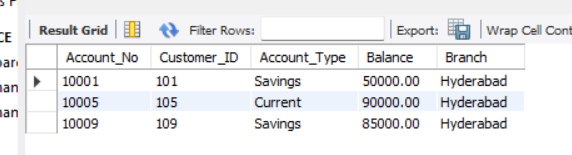 Result Grid Filter Rows: Export: Wrap Cell Cont
CE
Account_No Customer_ID Account_Type Balance Branch
10001 101 Savings 50000.00 Hyderabad
10005 105 Current 90000.00 Hyderabad
10009 109 Savings 85000.00 Hyderabad